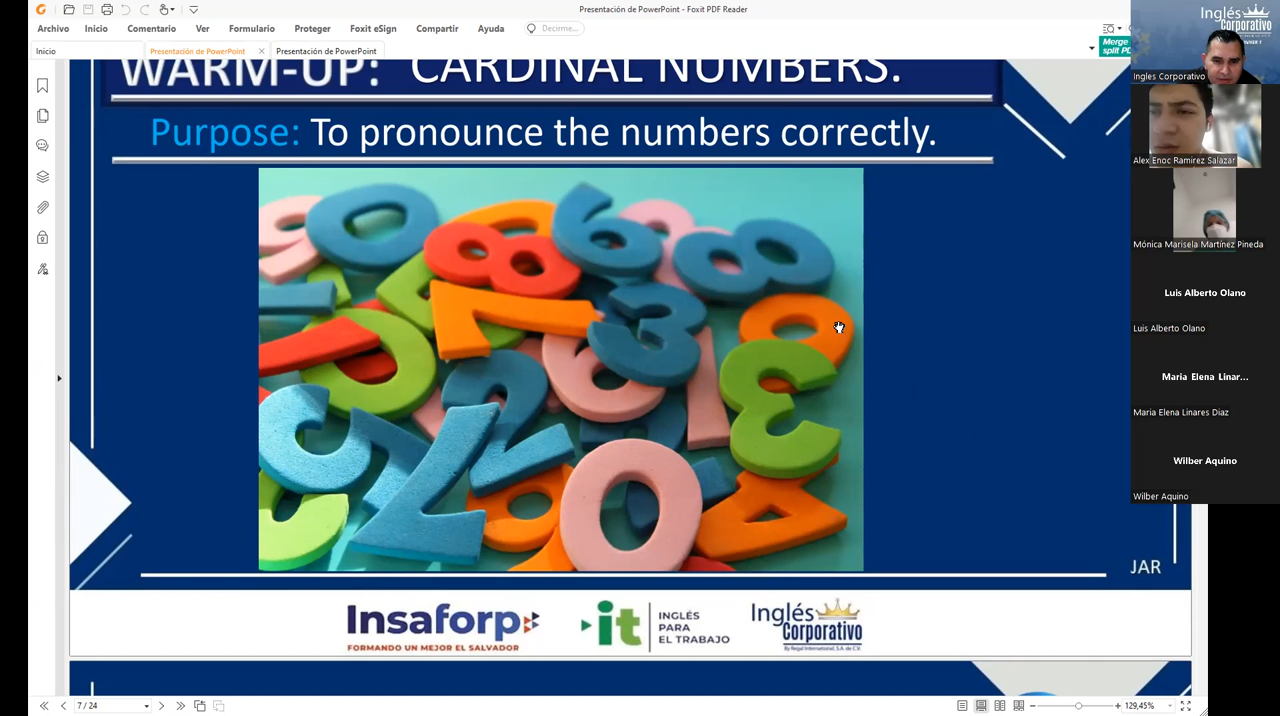 Presentación de PowerPoint - Foxit PDF Reader
Archivo Inicio Comentario Ver Formulario Proteger Foxit eSign Compartir Ayuda Decirme...
Inicio Presentación de PowerPoint Presentación de PowerPoint
WARM-UP: CARDINAL NUMBERS.
Purpose: To pronounce the numbers correctly.
JAR
Insaforp
FORMANDO UN MEJOR EL SALVADOR
it
INGLÉS
PARA
EL TRABAJO
Inglés
Corporativo
By Regal International, S.A. de C.V.
7 / 24
129,45%
Merge
split PD
Inglés
Corporativo
Ingles Corporativo
Alex Enoc Ramirez Salazar
Mónica Marisela Martínez Pineda
Luis Alberto Olano
Luis Alberto Olano
Maria Elena Linar...
Maria Elena Linares Diaz
Wilber Aquino
Wilber Aquino